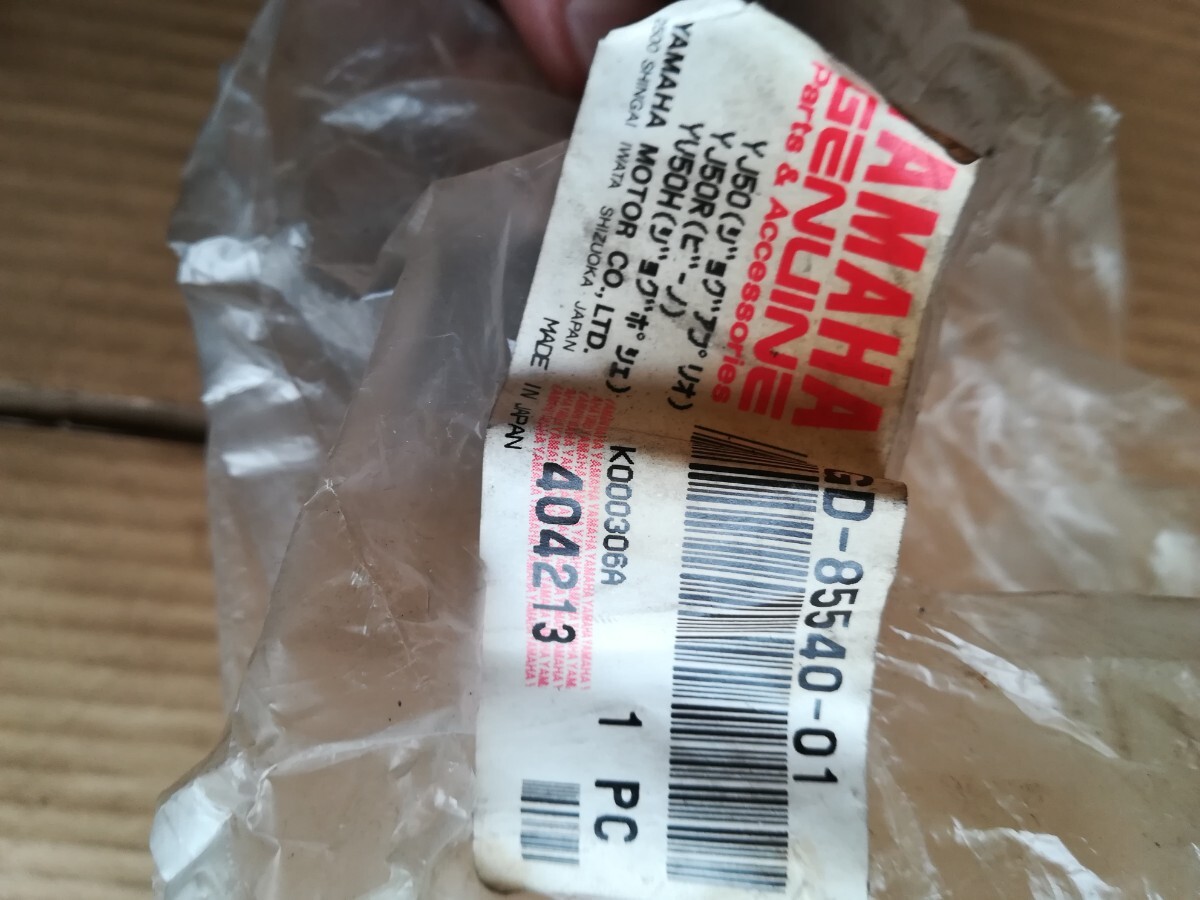 YAMAHA
GENUINE
Parts & Accessories
GD-85540-01
YJ50(ジョグアプリオ)
YJ50R(ビーノ)
YU50H(ジョグポシェ)
K000306A
1 PC
YAMAHA MOTOR CO.,LTD.
2500 SHINGAI IWATA SHIZUOKA JAPAN
404213
MADE IN JAPAN